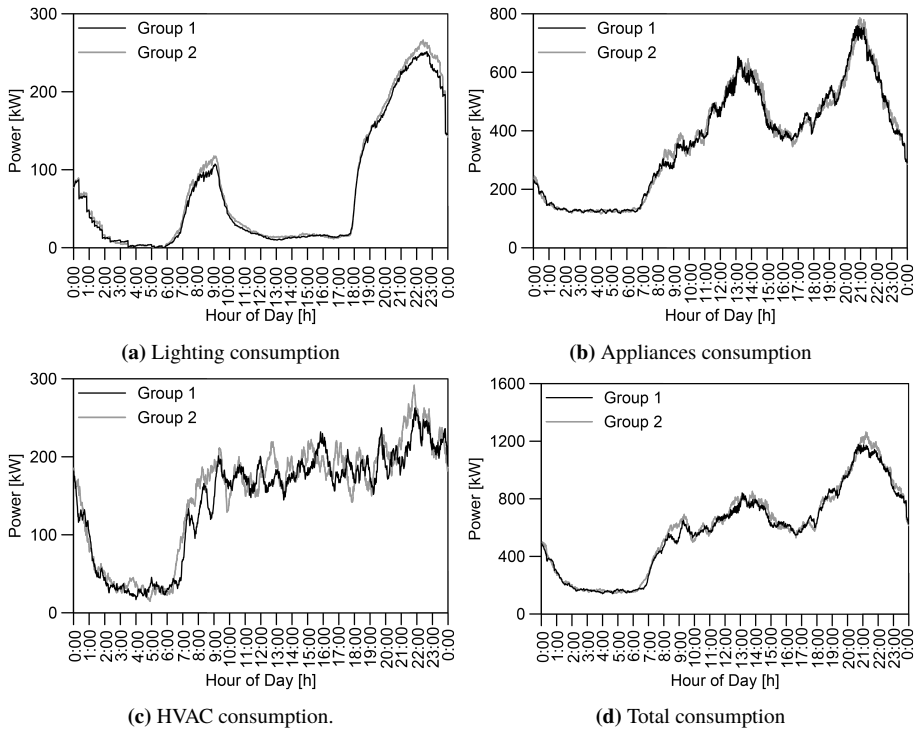 300
200
100
0
Power [kW]
Group 1
Group 2
0:00 1:00 2:00 3:00 4:00 5:00 6:00 7:00 8:00 9:00 10:00 11:00 12:00 13:00 14:00 15:00 16:00 17:00 18:00 19:00 20:00 21:00 22:00 23:00 0:00
Hour of Day [h]
(a) Lighting consumption
800
600
400
200
0
Power [kW]
Group 1
Group 2
0:00 1:00 2:00 3:00 4:00 5:00 6:00 7:00 8:00 9:00 10:00 11:00 12:00 13:00 14:00 15:00 16:00 17:00 18:00 19:00 20:00 21:00 22:00 23:00 0:00
Hour of Day [h]
(b) Appliances consumption
300
200
100
0
Power [kW]
Group 1
Group 2
0:00 1:00 2:00 3:00 4:00 5:00 6:00 7:00 8:00 9:00 10:00 11:00 12:00 13:00 14:00 15:00 16:00 17:00 18:00 19:00 20:00 21:00 22:00 23:00 0:00
Hour of Day [h]
(c) HVAC consumption.
1600
1200
800
400
0
Power [kW]
Group 1
Group 2
0:00 1:00 2:00 3:00 4:00 5:00 6:00 7:00 8:00 9:00 10:00 11:00 12:00 13:00 14:00 15:00 16:00 17:00 18:00 19:00 20:00 21:00 22:00 23:00 0:00
Hour of Day [h]
(d) Total consumption